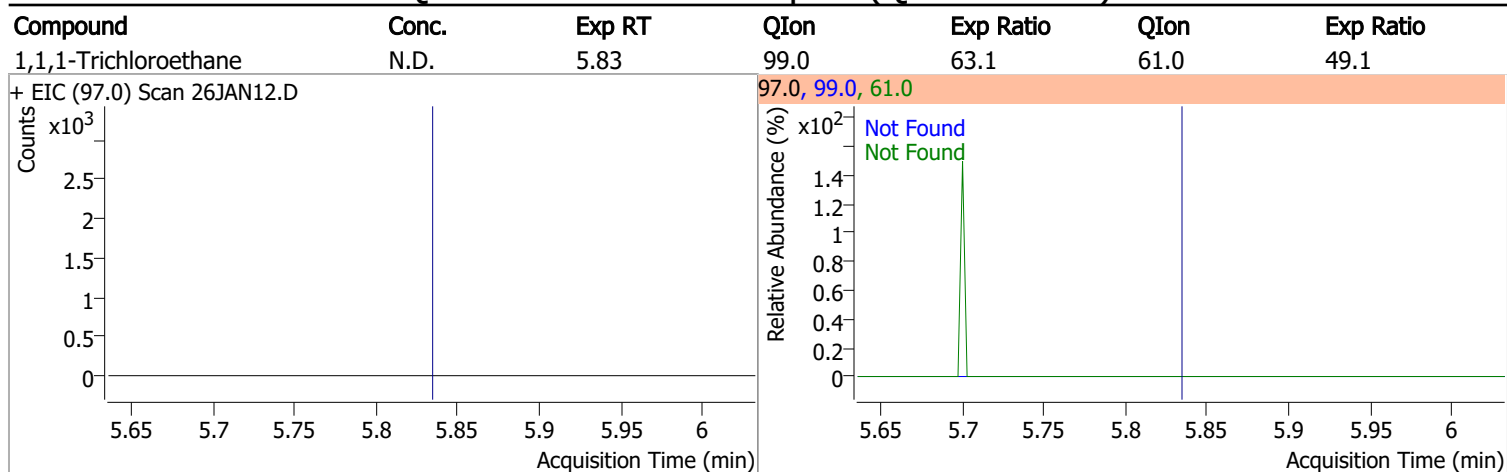 Compound Conc. Exp RT QIon Exp Ratio QIon Exp Ratio
1,1,1-Trichloroethane N.D. 5.83 99.0 63.1 61.0 49.1
+ EIC (97.0) Scan 26JAN12.D
Counts
x10³
2.5
2
1.5
1
0.5
0
5.65 5.7 5.75 5.8 5.85 5.9 5.95 6
Acquisition Time (min)
97.0, 99.0, 61.0
Relative Abundance (%)
x10²
Not Found
Not Found
1.4
1.2
1
0.8
0.6
0.4
0.2
0
5.65 5.7 5.75 5.8 5.85 5.9 5.95 6
Acquisition Time (min)